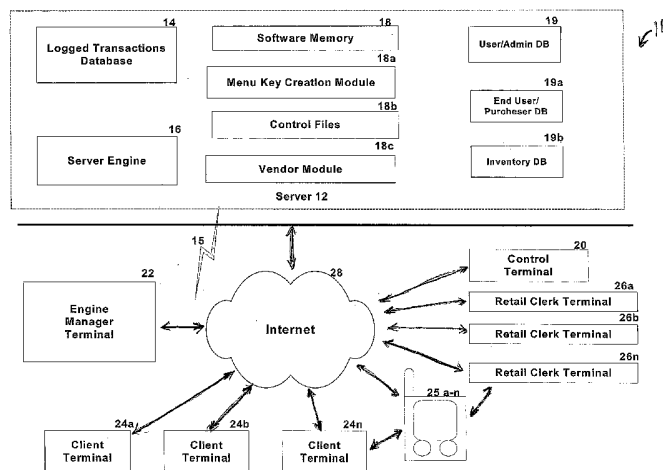 14
Logged Transactions
Database
18
Software Memory
19
User/Admin DB
18a
Menu Key Creation Module
19a
End User/
Purcheser DB
18b
Control Files
16
Server Engine
18c
Vendor Module
19b
Inventory DB
Server 12
15
22
Engine
Manager
Terminal
28
Internet
20
Control
Terminal
26a
Retail Clerk Terminal
26b
Retail Clerk Terminal
26n
Retail Clerk Terminal
25 a-n
24a
Client
Terminal
24b
Client
Terminal
24n
Client
Terminal